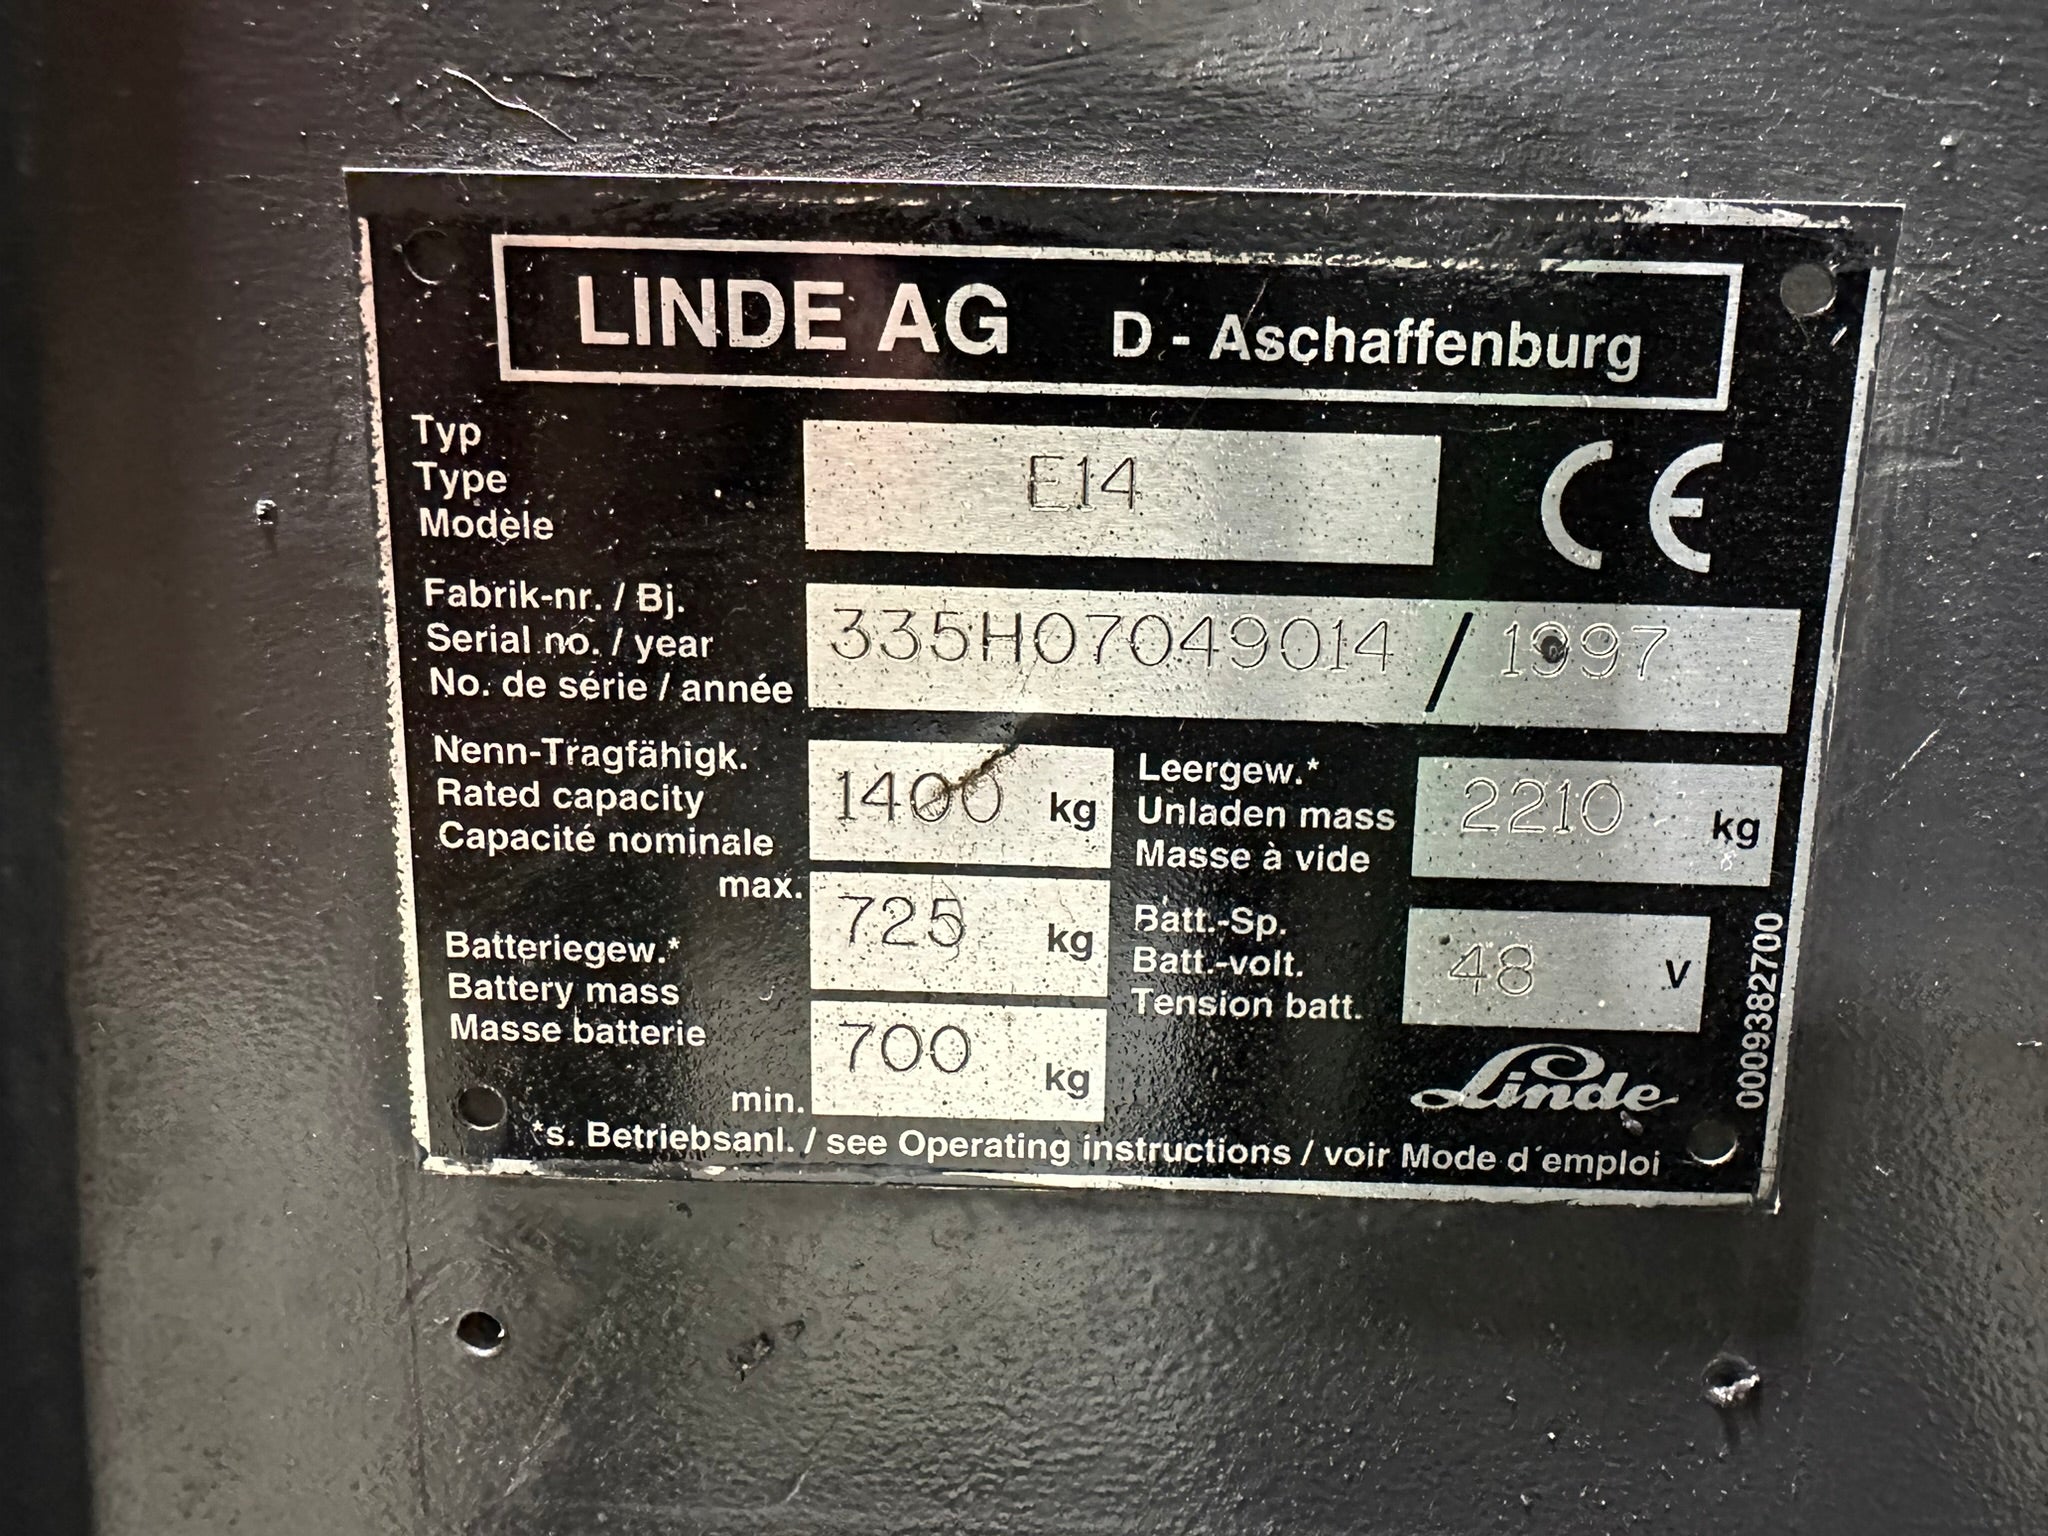 LINDE AG D - Aschaffenburg
Typ
Type
Modèle
E14
CE
Fabrik-nr. / Bj.
Serial no. / year
No. de série / année
335H07049014 / 1997
Nenn-Tragfähigk.
Rated capacity
Capacité nominale
1400 kg
Leergew.*
Unladen mass
Masse à vide
2210 kg
max.
725 kg
Batteriegew.*
Battery mass
Masse batterie
700 kg
min.
Batt.-Sp.
Batt.-volt.
Tension batt.
48 V
Linde
0009382700
*s. Betriebsanl. / see Operating instructions / voir Mode d´emploi